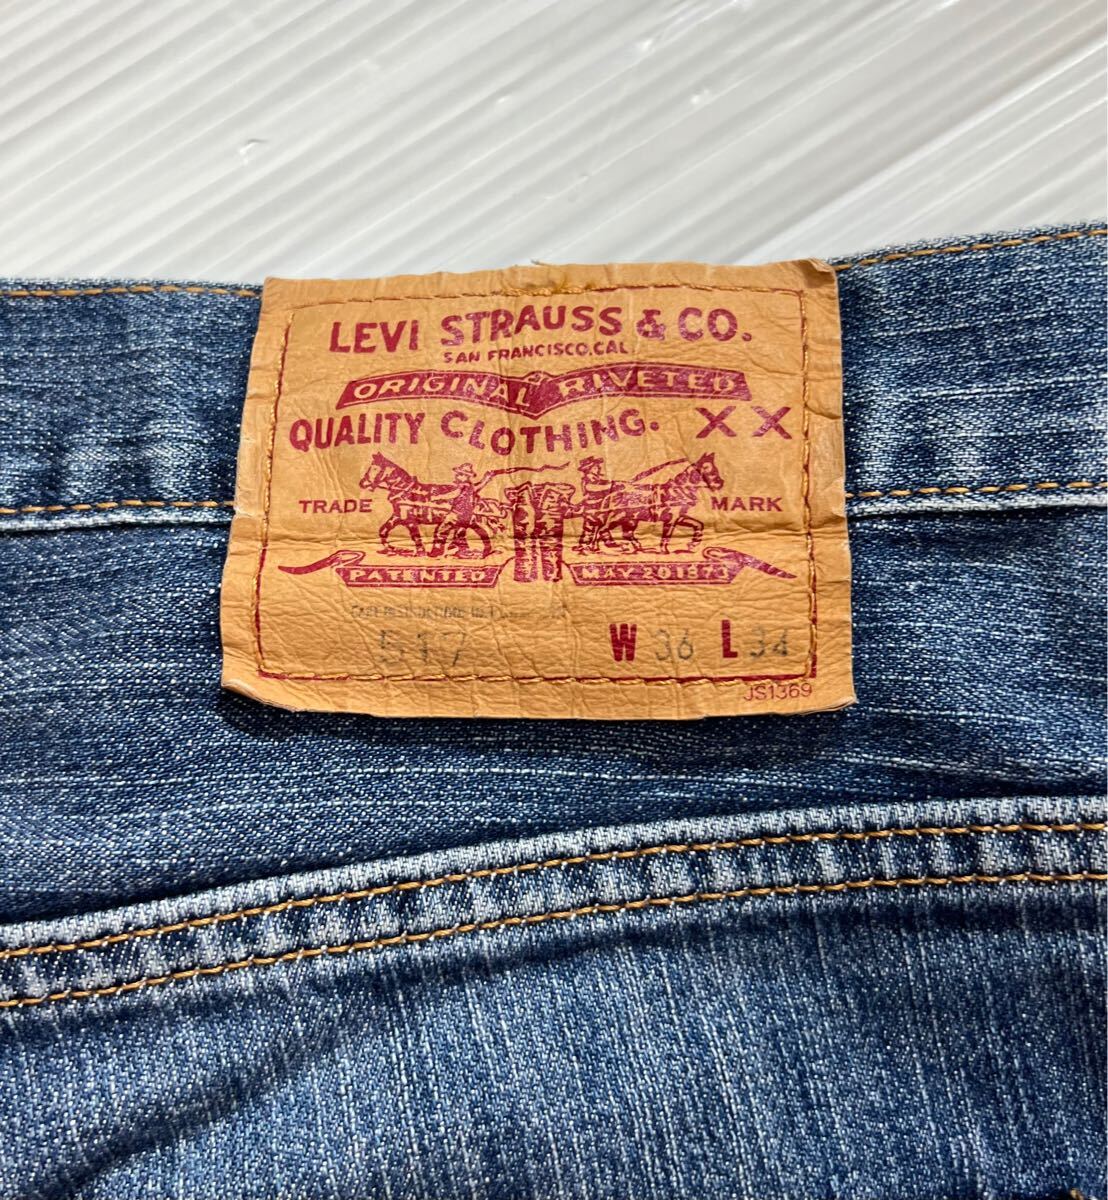 LEVI STRAUSS & CO.
SAN FRANCISCO, CAL
ORIGINAL RIVETED
QUALITY CLOTHING. XX
TRADE MARK
PATENTED MAY 20 1873
517 W 36 L 34
JS1369